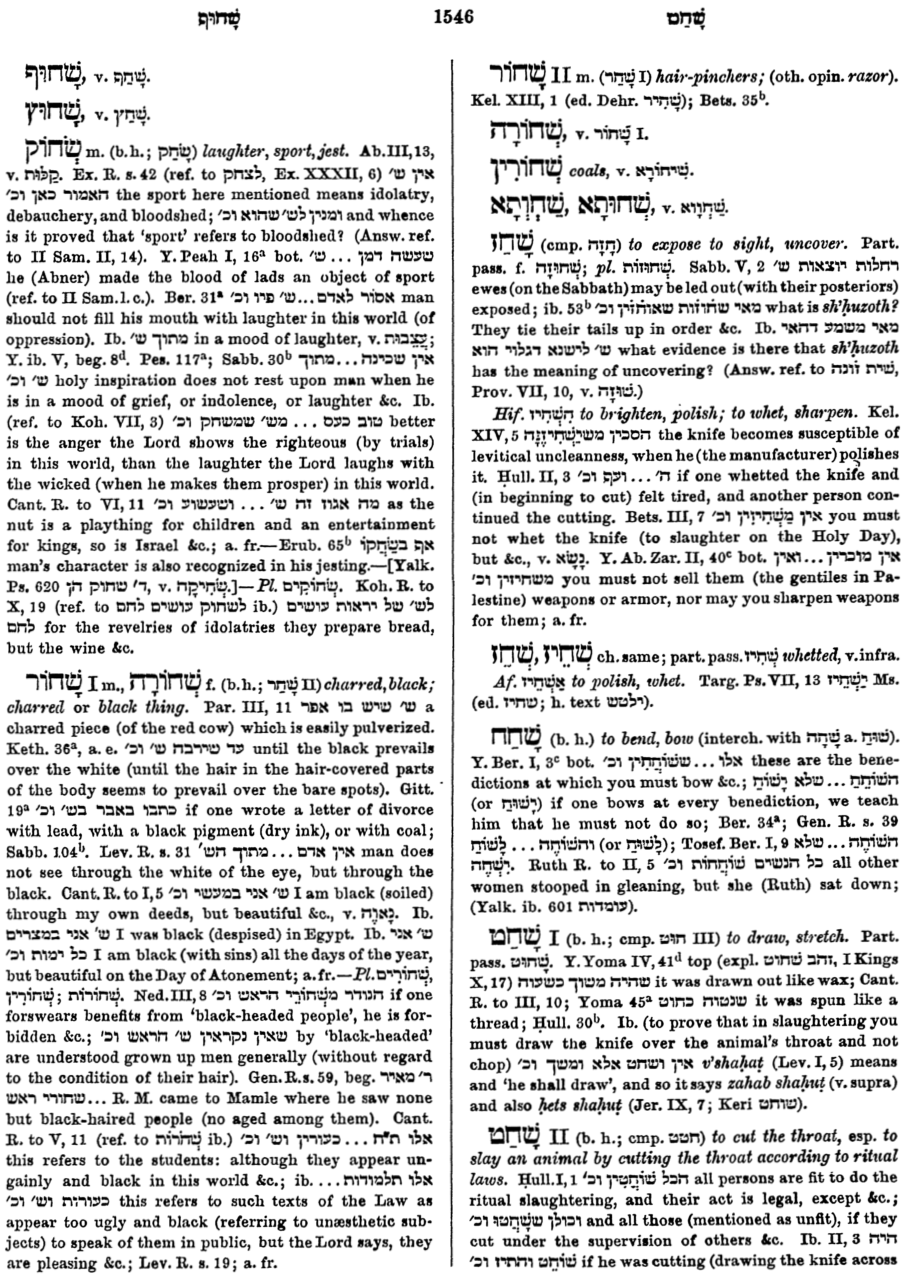 שָׁחוּף 1546 שָׁחַט
שָׁחוּף, v. שָׁחַף.
שָׁחוּץ, v. שָׁחַץ.
שְׂחוֹק m. (b. h.; שָׂחַק) laughter, sport, jest. Ab. III, 13,
v. קַלּוּת. Ex. R. s. 42 (ref. to לצחק, Ex. XXXII, 6) אין ש׳
האמור כאן וכ׳ the sport here mentioned means idolatry,
debauchery, and bloodshed; ומנין לש׳ שהוא וכ׳ and whence
is it proved that ‘sport’ refers to bloodshed? (Answ. ref.
to II Sam. II, 14). Y. Peah I, 16ᵃ bot. שעשה דמן ... ש׳
he (Abner) made the blood of lads an object of sport
(ref. to II Sam. l. c.). Ber. 31ᵃ אסור לאדם...ש׳ פיו וכ׳ man
should not fill his mouth with laughter in this world (of
oppression). Ib. מתוך ש׳ in a mood of laughter, v. עַצְבוּת;
Y. ib. V, beg. 8ᵈ. Pes. 117ᵃ; Sabb. 30ᵇ אין שכינה...מתוך
ש׳ וכ׳ holy inspiration does not rest upon man when he
is in a mood of grief, or indolence, or laughter &c. Ib.
(ref. to Koh. VII, 3) טוב כעס ... מש׳ שמשחק וכ׳ better
is the anger the Lord shows the righteous (by trials)
in this world, than the laughter the Lord laughs with
the wicked (when he makes them prosper) in this world.
Cant. R. to VI, 11 מה אגוז זה ש׳ ... ושעשוע וכ׳ as the
nut is a plaything for children and an entertainment
for kings, so is Israel &c.; a. fr.—Erub. 65ᵇ אף בשַׂחֲקוֹ
man's character is also recognized in his jesting.—[Yalk.
Ps. 620 ד׳ שחוק הן, v. שְׂחִיקָה.]—Pl. שְׂחוֹקִים. Koh. R. to
X, 19 (ref. to לשחוק עושים לחם ib.) לש׳ של יראות עושים
לחם for the revelries of idolatries they prepare bread,
but the wine &c.
שָׁחוֹר I m., שְׁחוֹרָה f. (b. h.; שָׁחַר II) charred, black;
charred or black thing. Par. III, 11 ש׳ שיש בו אפר a
charred piece (of the red cow) which is easily pulverized.
Keth. 36ᵃ, a. e. עד שירבה ש׳ וכ׳ until the black prevails
over the white (until the hair in the hair-covered parts
of the body seems to prevail over the bare spots). Gitt.
19ᵃ כתבו באבר בש׳ וכ׳ if one wrote a letter of divorce
with lead, with a black pigment (dry ink), or with coal;
Sabb. 104ᵇ. Lev. R. s. 31 אין אדם...מתוך הש׳ man does
not see through the white of the eye, but through the
black. Cant. R. to I, 5 ש׳ אני במעשי וכ׳ I am black (soiled)
through my own deeds, but beautiful &c., v. נָאוֶה. Ib.
ש׳ אני במצרים I was black (despised) in Egypt. Ib. ש׳ אני
כל ימות וכ׳ I am black (with sins) all the days of the year,
but beautiful on the Day of Atonement; a. fr.—Pl. שְׁחוֹרִים,
שְׁחוֹרִין; שְׁחוֹרוֹת. Ned. III, 8 הנודר משְּׁחוֹרֵי הראש וכ׳ if one
forswears benefits from ‘black-headed people’, he is for-
bidden &c.; שאין נקראין ש׳ הראש וכ׳ by ‘black-headed’
are understood grown up men generally (without regard
to the condition of their hair). Gen. R. s. 59, beg. ר׳ מאיר
...שחורי ראש R. M. came to Mamle where he saw none
but black-haired people (no aged among them). Cant.
R. to V, 11 (ref. to שְׁחֹרוֹת ib.) אלו ת״ח ... כעורין וש׳ וכ׳
this refers to the students: although they appear un-
gainly and black in this world &c.; ib. אלו תלמודות...
כעורות וש׳ וכ׳ this refers to such texts of the Law as
appear too ugly and black (referring to unæsthetic sub-
jects) to speak of them in public, but the Lord says, they
are pleasing &c.; Lev. R. s. 19; a. fr.
שָׁחוֹר II m. (שָׁחַר I) hair-pinchers; (oth. opin. razor).
Kel. XIII, 1 (ed. Dehr. שָׁחִיר); Bets. 35ᵇ.
שְׁחוֹרָה, v. שָׁחוֹר I.
שְׁחוֹרִין coals, v. שִׁיחוֹרָא.
שְׁחוּתָא, שַׁחְוְתָא, v. שַׁחְוָוא.
שָׁחַז (cmp. חָזָה) to expose to sight, uncover. Part.
pass. f. שְׁחוּזָה; pl. שְׁחוּזוֹת. Sabb. V, 2 רחלות יוצאות ש׳
ewes (on the Sabbath) may be led out (with their posteriors)
exposed; ib. 53ᵇ מאי שחוזות שאוחזין וכ׳ what is sh'ḥuzoth?
They tie their tails up in order &c. Ib. מאי משמע דהאי
ש׳ לישנא דגלויי הוא what evidence is there that sh'ḥuzoth
has the meaning of uncovering? (Answ. ref. to שית זונה,
Prov. VII, 10, v. שׁוּזָה.)
Hif. הִשְׁחִיז to brighten, polish; to whet, sharpen. Kel.
XIV, 5 הסכין משיַּשְׁחִיזֶנָּה the knife becomes susceptible of
levitical uncleanness, when he (the manufacturer) polishes
it. Ḥull. II, 3 ה׳ ... ועף וכ׳ if one whetted the knife and
(in beginning to cut) felt tired, and another person con-
tinued the cutting. Bets. III, 7 אין מַשְׁחִיזִין וכ׳ you must
not whet the knife (to slaughter on the Holy Day),
but &c., v. נָשָׂא. Y. Ab. Zar. II, 40ᶜ bot. אין מוכרין...ואין
משחיזין וכ׳ you must not sell them (the gentiles in Pa-
lestine) weapons or armor, nor may you sharpen weapons
for them; a. fr.
שְׁחֵיז, שְׁחַז ch. same; part. pass. שְׁחִיז whetted, v. infra.
Af. אַשְׁחֵיז to polish, whet. Targ. Ps. VII, 13 יַשְׁחֵיז Ms.
(ed. שחיז; h. text ילטש).
שָׁחַח (b. h.) to bend, bow (interch. with שָׁחָה a. שׁוּחַ).
Y. Ber. I, 3ᶜ bot. אלו ... ששׁוֹחֲחִין וכ׳ these are the bene-
dictions at which you must bow &c.; השׁוֹחֵחַ ... שלא יָשׁוֹחַ
(or יָשׁוּחַ) if one bows at every benediction, we teach
him that he must not do so; Ber. 34ᵃ; Gen. R. s. 39
והשׁוֹחֶה ... לָשׁוֹחַ (or לָשׁוּחַ); Tosef. Ber. I, 9 השׁוֹחֶה...שלא
יִשְׁחֶה. Ruth R. to II, 5 כל הנשים שׁוֹחֲחוֹת וכ׳ all other
women stooped in gleaning, but she (Ruth) sat down;
(Yalk. ib. 601 עומדות).
שָׁחַט I (b. h.; cmp. חוּט III) to draw, stretch. Part.
pass. שָׁחוּט. Y. Yoma IV, 41ᵈ top (expl. זהב שחוט, I Kings
X, 17) שהיה משוך כשעוה it was drawn out like wax; Cant.
R. to III, 10; Yoma 45ᵃ שנטוה כחוט it was spun like a
thread; Ḥull. 30ᵇ. Ib. (to prove that in slaughtering you
must draw the knife over the animal's throat and not
chop) אין ושחט אלא ומשך וכ׳ v'shaḥaṭ (Lev. I, 5) means
and ‘he shall draw’, and so it says zahab shaḥuṭ (v. supra)
and also ḥets shaḥuṭ (Jer. IX, 7; Keri שוחט).
שָׁחַט II (b. h.; cmp. חטט) to cut the throat, esp. to
slay an animal by cutting the throat according to ritual
laws. Ḥull. I, 1 הכל שׁוֹחֲטִין וכ׳ all persons are fit to do the
ritual slaughtering, and their act is legal, except &c.;
וכולן ששָּׁחֲטוּ וכ׳ and all those (mentioned as unfit), if they
cut under the supervision of others &c. Ib. II, 3 היה
שׁוֹחֵט והתיז וכ׳ if he was cutting (drawing the knife across